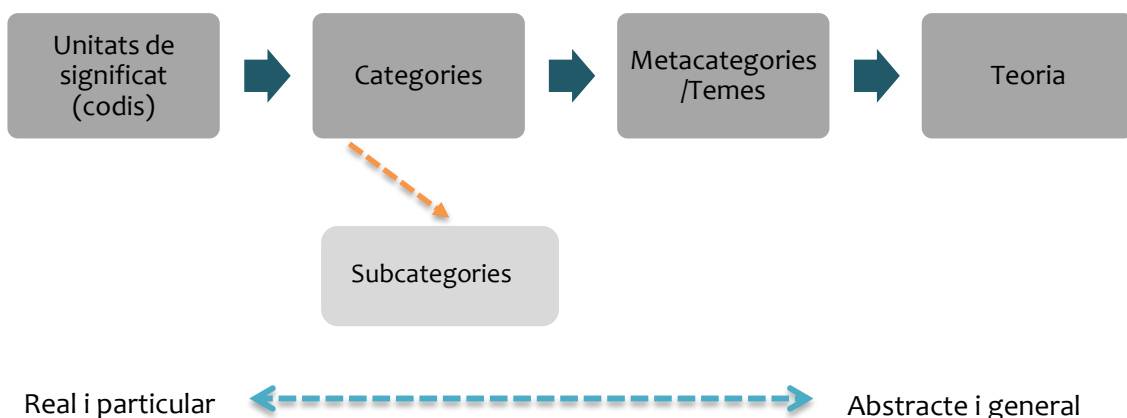 Unitats de
significat
(codis)
Categories
Metacategories
/Temes
Teoria
Subcategories
Real i particular
Abstracte i general